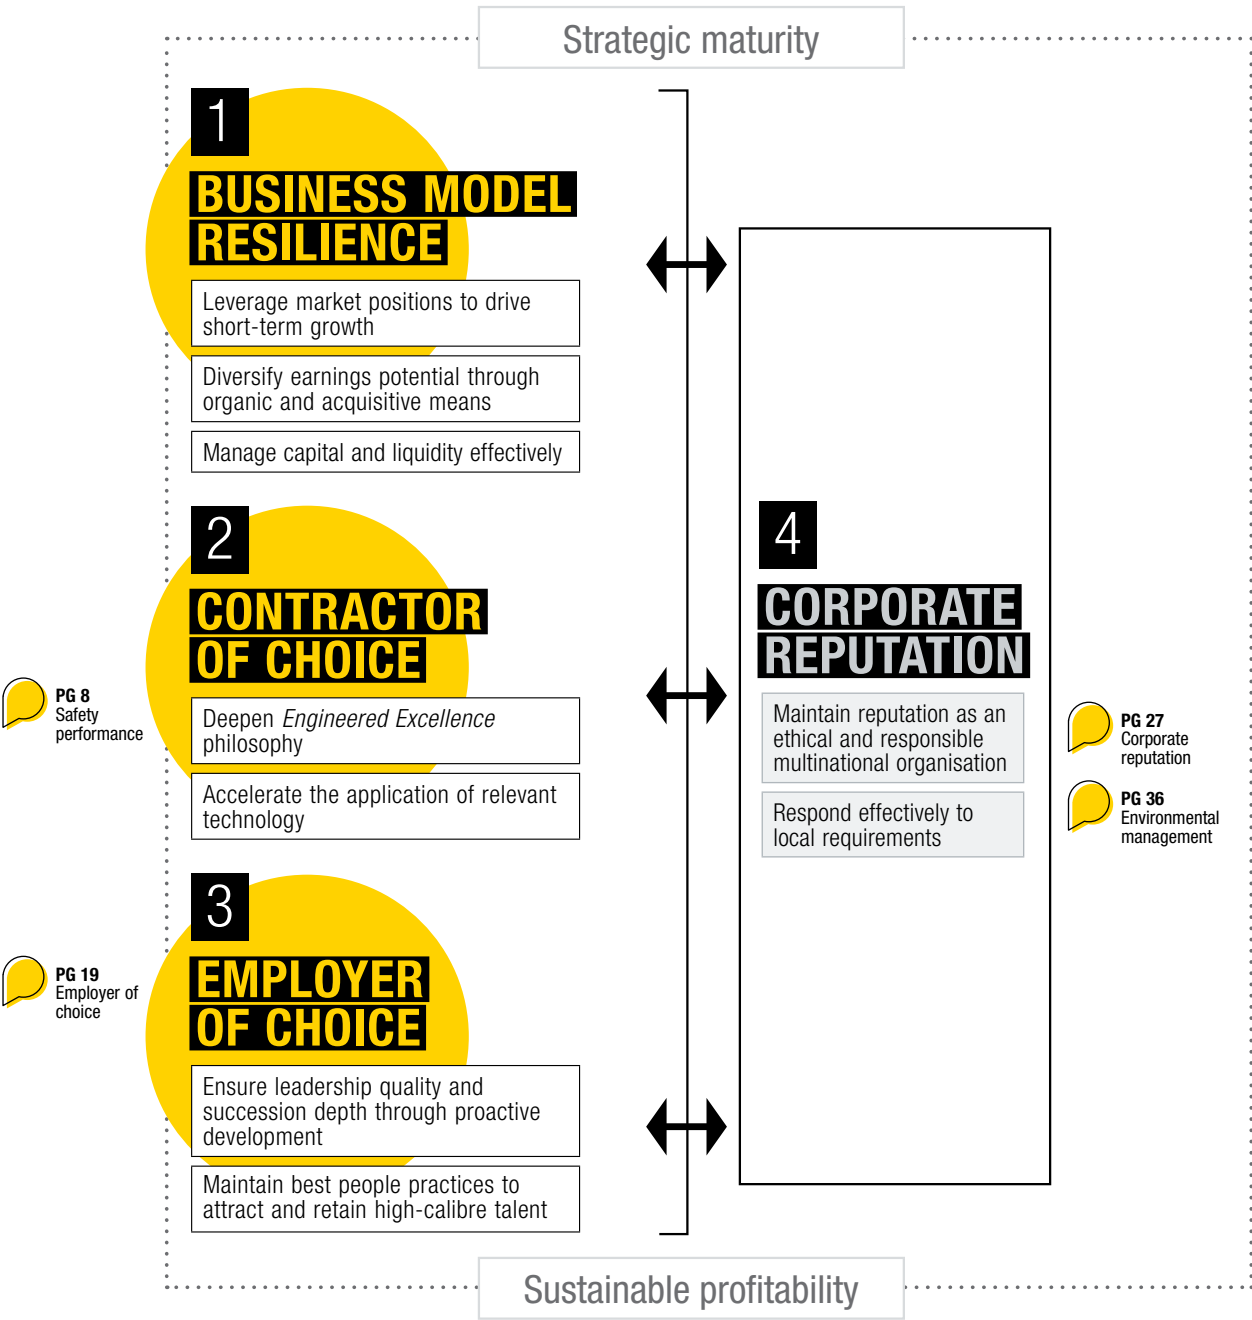 Strategic maturity
1
BUSINESS MODEL
RESILIENCE
Leverage market positions to drive
short-term growth
Diversify earnings potential through
organic and acquisitive means
Manage capital and liquidity effectively
2
CONTRACTOR
OF CHOICE
PG 8
Safety
performance
Deepen Engineered Excellence
philosophy
Accelerate the application of relevant
technology
3
EMPLOYER
OF CHOICE
PG 19
Employer of
choice
Ensure leadership quality and
succession depth through proactive
development
Maintain best people practices to
attract and retain high-calibre talent
4
CORPORATE
REPUTATION
Maintain reputation as an
ethical and responsible
multinational organisation
Respond effectively to
local requirements
PG 27
Corporate
reputation
PG 36
Environmental
management
Sustainable profitability